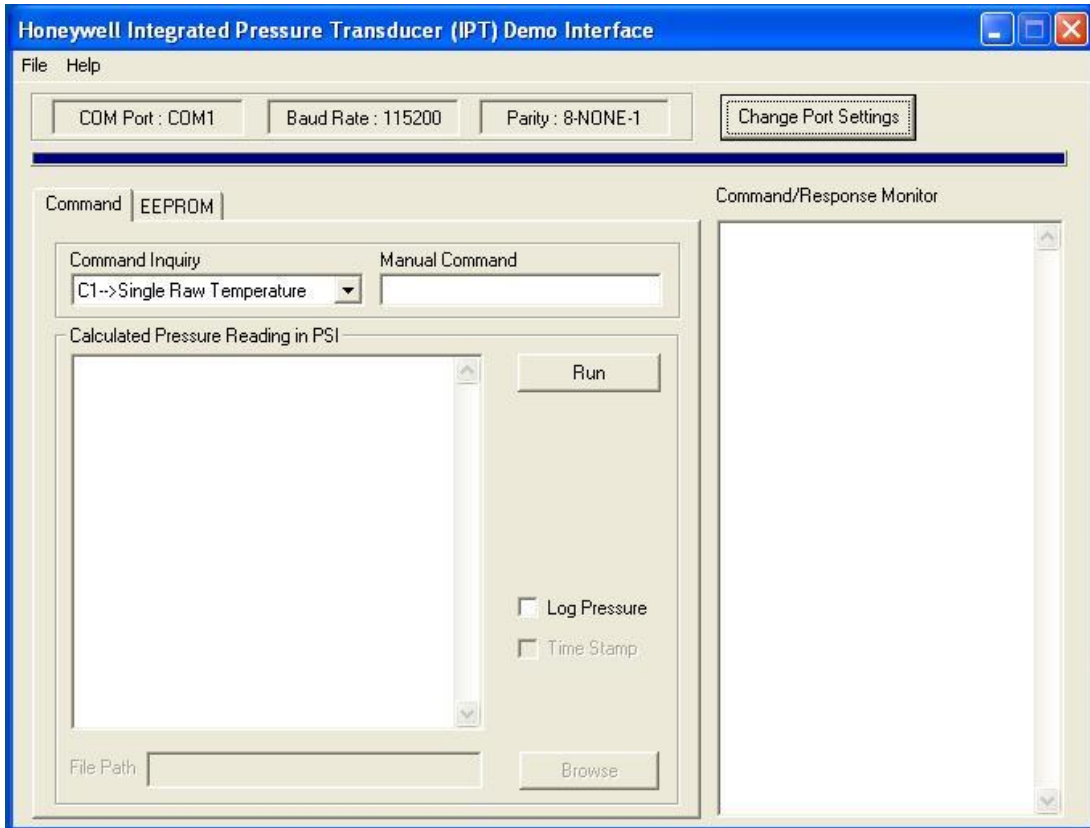 Honeywell Integrated Pressure Transducer (IPT) Demo Interface
File Help
COM Port : COM1 Baud Rate : 115200 Parity : 8-NONE-1 Change Port Settings
Command EEPROM
Command/Response Monitor
Command Inquiry Manual Command
C1-->Single Raw Temperature
Calculated Pressure Reading in PSI
Run
Log Pressure
Time Stamp
File Path Browse